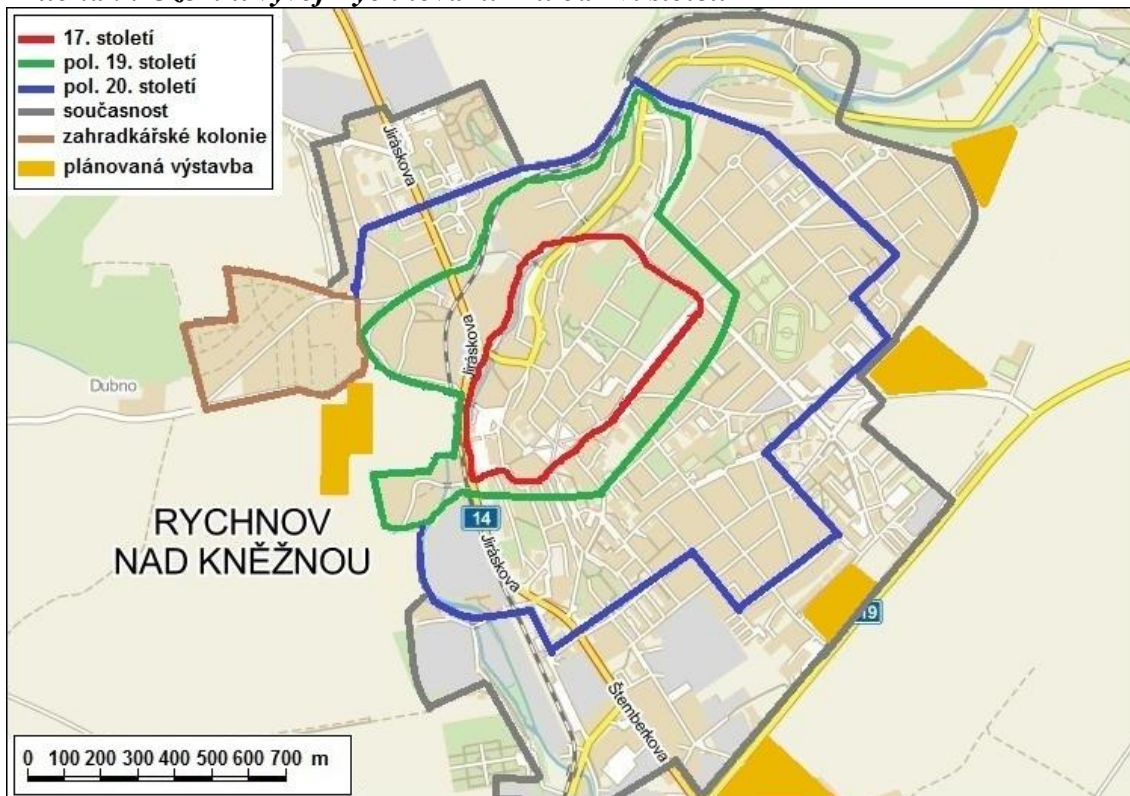 17. století
pol. 19. století
pol. 20. století
současnost
zahradkářské kolonie
plánovaná výstavba
Jiráskova
Jiráskova
Dubno
RYCHNOV
NAD KNĚŽNOU
14
Jiráskova
19
Štemberkova
0 100 200 300 400 500 600 700 m